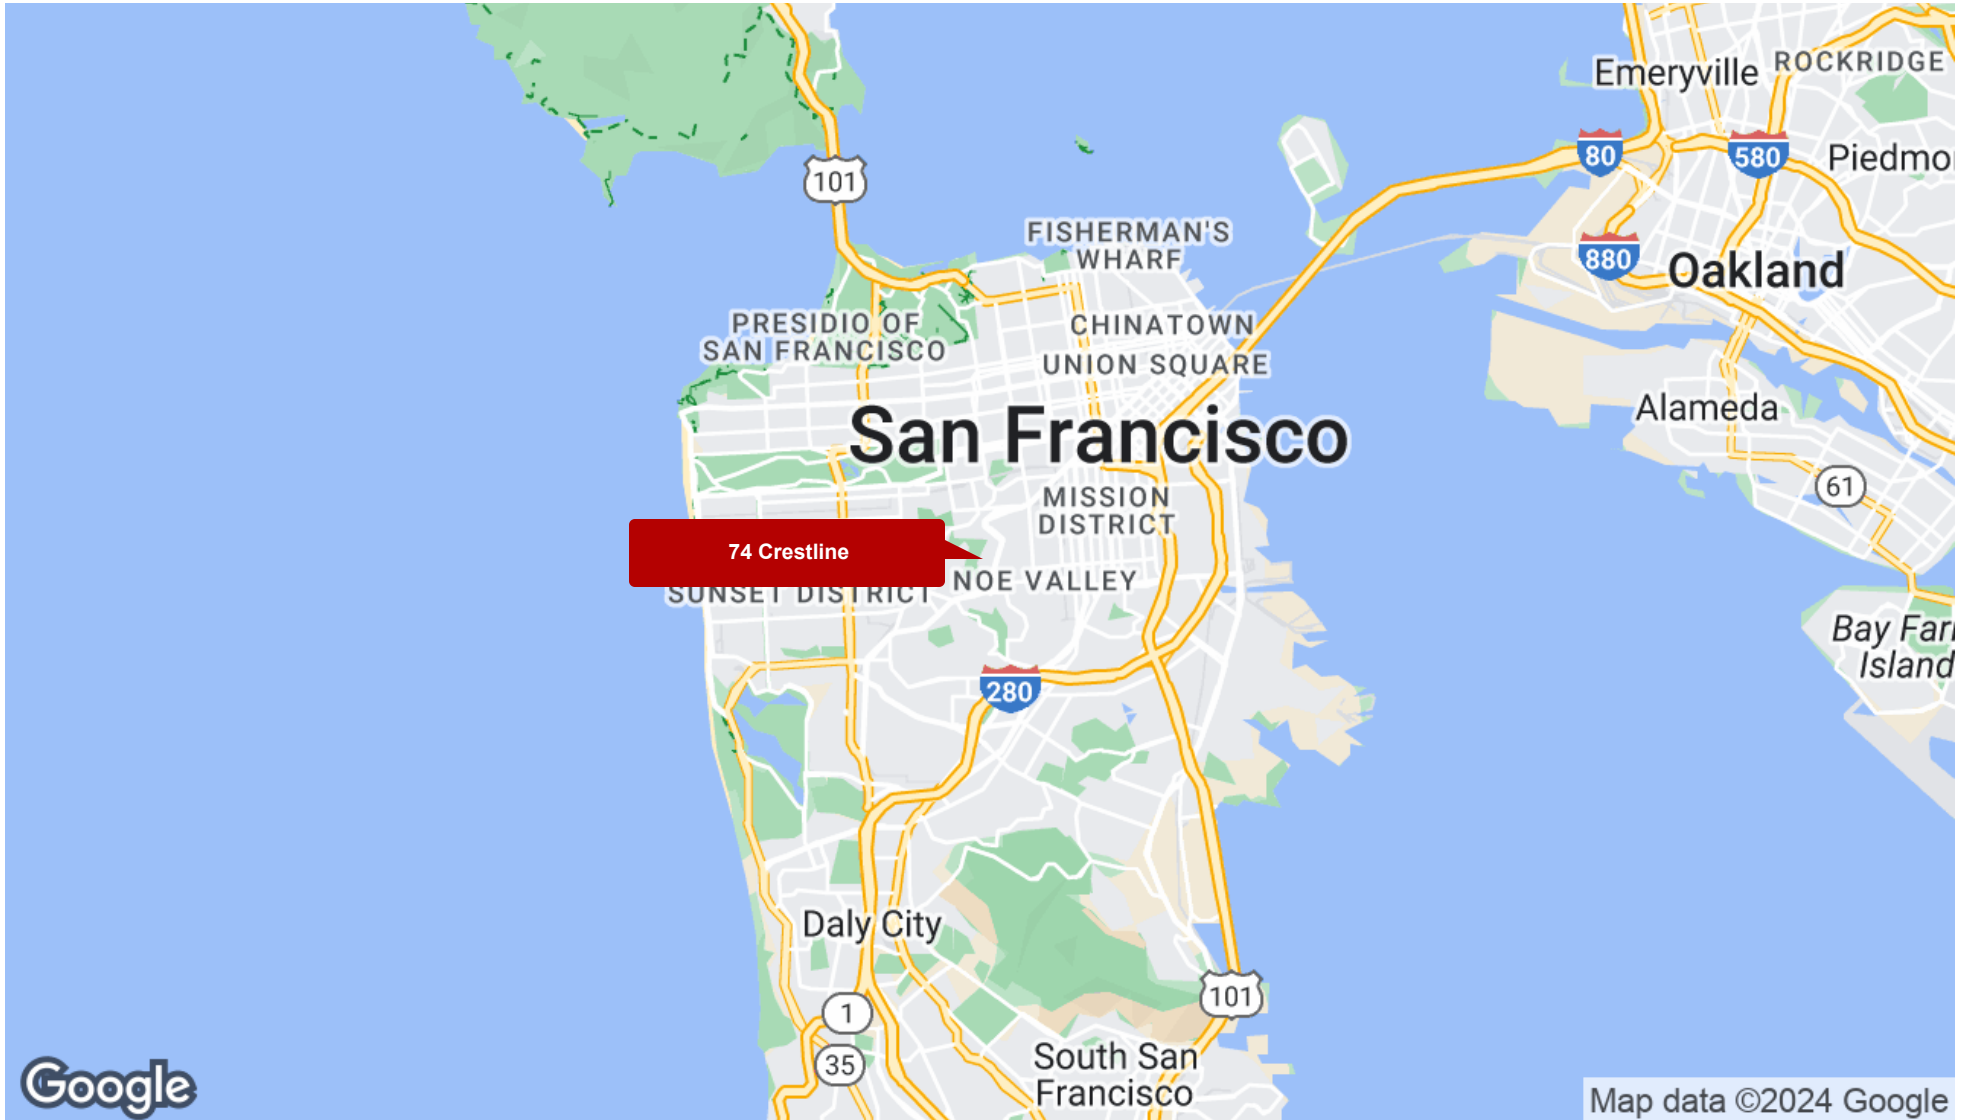 Emeryville
ROCKRIDGE
80
580
Piedmo
101
FISHERMAN'S
WHARF
880
Oakland
PRESIDIO OF
SAN FRANCISCO
CHINATOWN
UNION SQUARE
San Francisco
Alameda
61
MISSION
DISTRICT
74 Crestline
NOE VALLEY
SUNSET DISTRICT
Bay Far
Island
280
Daly City
101
1
35
South San
Francisco
Google
Map data ©2024 Google